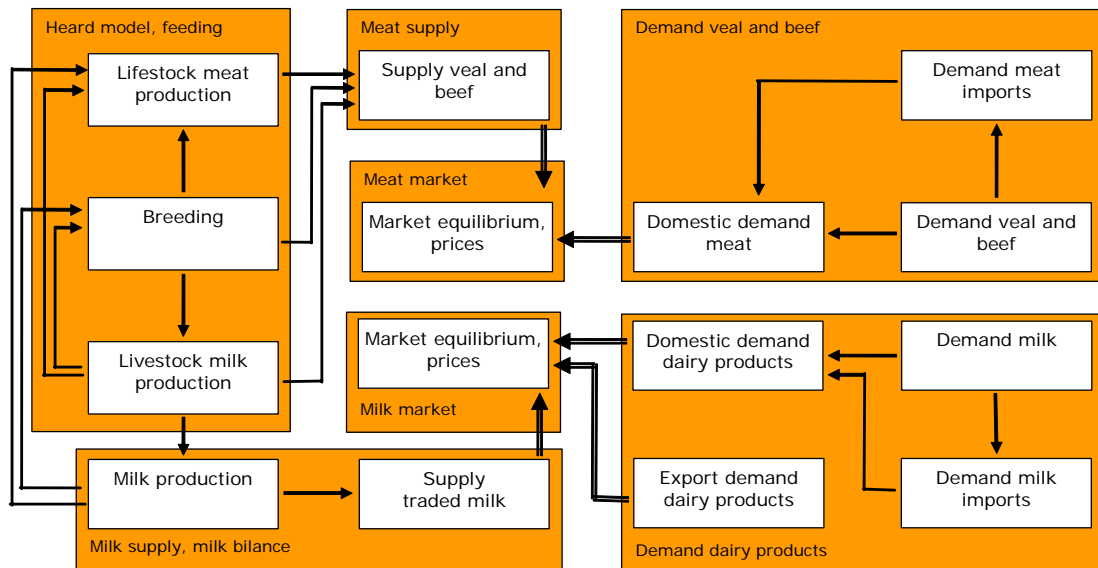 Heard model, feeding
Lifestock meat
production
Breeding
Livestock milk
production
Meat supply
Supply veal and
beef
Meat market
Market equilibrium,
prices
Demand veal and beef
Demand meat
imports
Domestic demand
meat
Demand veal and
beef
Market equilibrium,
prices
Milk market
Domestic demand
dairy products
Demand milk
Export demand
dairy products
Demand milk
imports
Demand dairy products
Milk production
Supply
traded milk
Milk supply, milk bilance